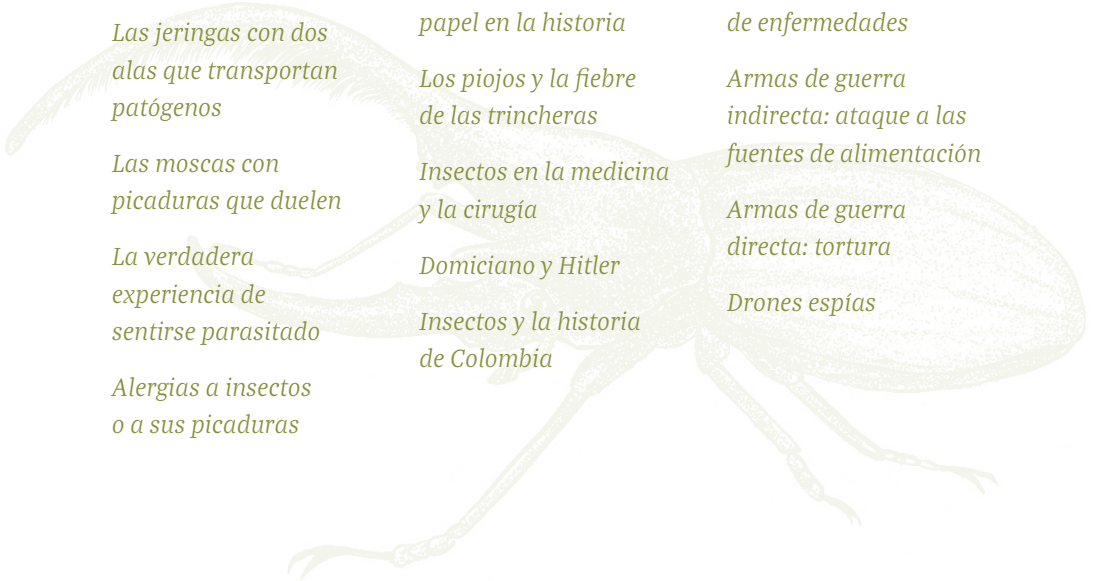 Las jeringas con dos
alas que transportan
patógenos
Las moscas con
picaduras que duelen
La verdadera
experiencia de
sentirse parasitado
Alergias a insectos
o a sus picaduras
papel en la historia
Los piojos y la fiebre
de las trincheras
Insectos en la medicina
y la cirugía
Domiciano y Hitler
Insectos y la historia
de Colombia
de enfermedades
Armas de guerra
indirecta: ataque a las
fuentes de alimentación
Armas de guerra
directa: tortura
Drones espías